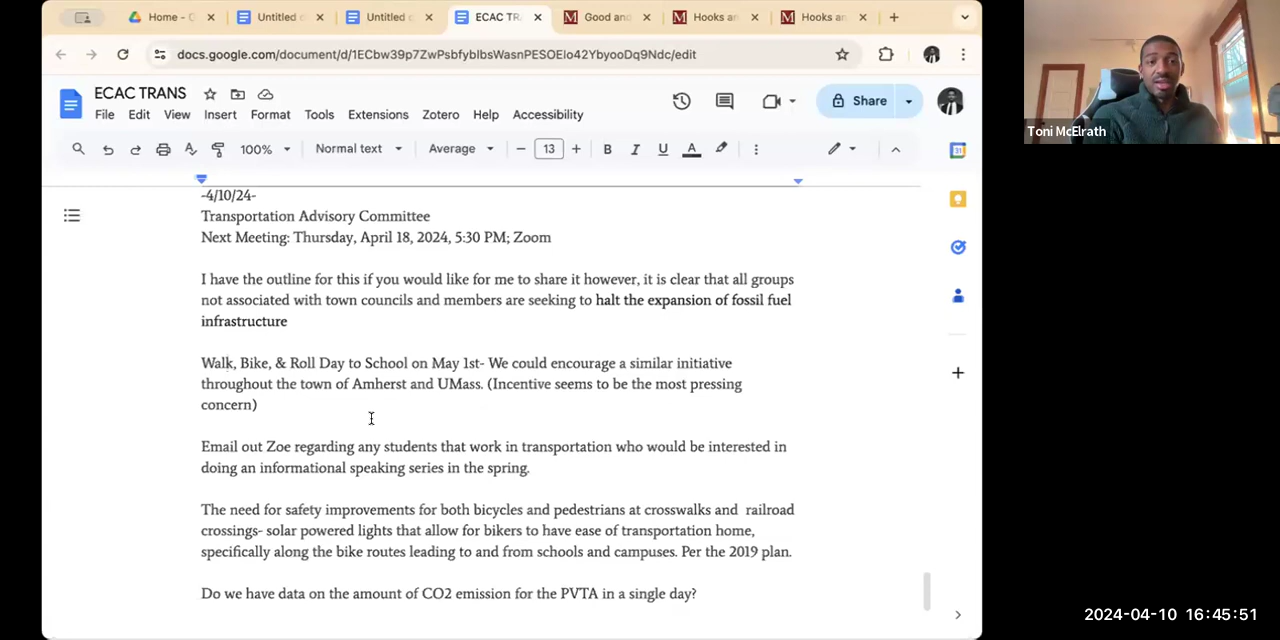 Home - 
Untitled 
Untitled 
ECAC TR
Good and
Hooks an
Hooks an
docs.google.com/document/d/1ECbw39p7ZwPsbfyblbsWasnPESOEIo42YbyooDq9Ndc/edit
ECAC TRANS
File Edit View Insert Format Tools Extensions Zotero Help Accessibility
Share
100% Normal text Average 13 B I U A
-4/10/24-
Transportation Advisory Committee
Next Meeting: Thursday, April 18, 2024, 5:30 PM; Zoom
I have the outline for this if you would like for me to share it however, it is clear that all groups
not associated with town councils and members are seeking to halt the expansion of fossil fuel
infrastructure
Walk, Bike, & Roll Day to School on May 1st- We could encourage a similar initiative
throughout the town of Amherst and UMass. (Incentive seems to be the most pressing
concern)
Email out Zoe regarding any students that work in transportation who would be interested in
doing an informational speaking series in the spring.
The need for safety improvements for both bicycles and pedestrians at crosswalks and railroad
crossings- solar powered lights that allow for bikers to have ease of transportation home,
specifically along the bike routes leading to and from schools and campuses. Per the 2019 plan.
Do we have data on the amount of CO2 emission for the PVTA in a single day?
Toni McElrath
2024-04-10 16:45:51